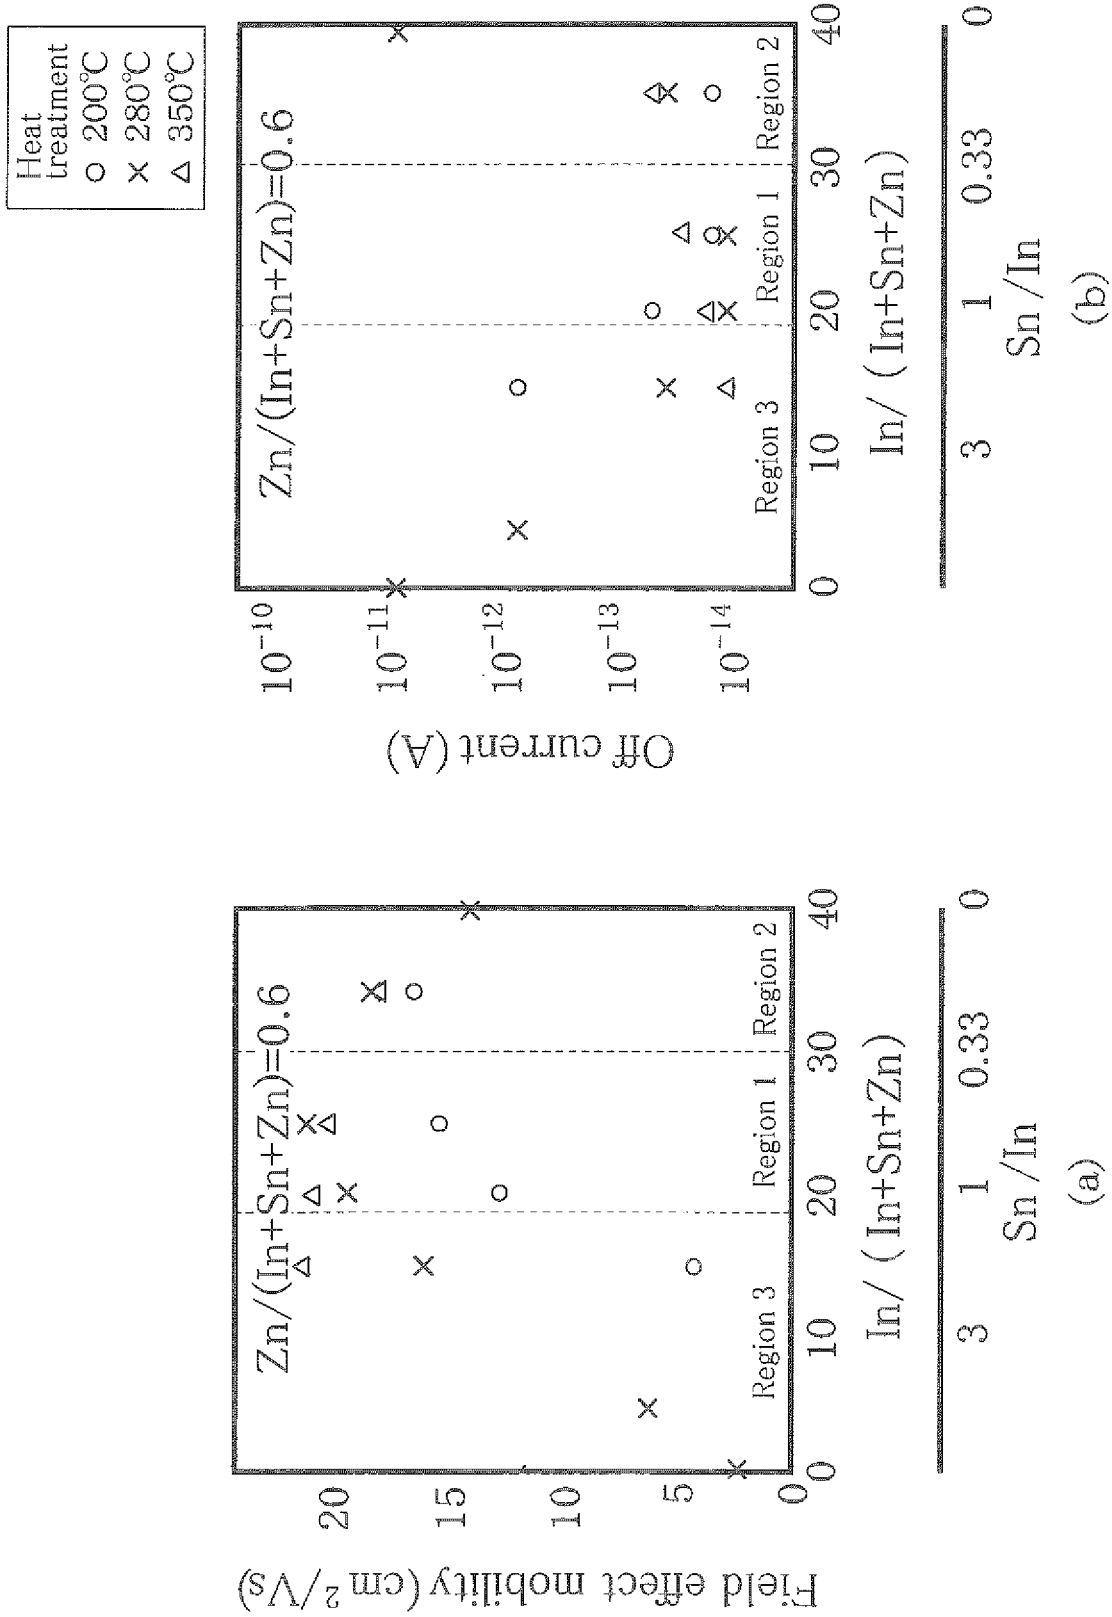 Heat
treatment
○ 200℃
× 280℃
△ 350℃
Field effect mobility (cm²/Vs)
20
15
10
5
0
Zn/(In+Sn+Zn)=0.6
Region 3
Region 1
Region 2
0 10 20 30 40
In/ (In+Sn+Zn)
3 1 0.33 0
Sn /In
(a)
Off current (A)
10⁻¹⁰
10⁻¹¹
10⁻¹²
10⁻¹³
10⁻¹⁴
Zn/(In+Sn+Zn)=0.6
Region 3
Region 1
Region 2
0 10 20 30 40
In/ (In+Sn+Zn)
3 1 0.33 0
Sn /In
(b)